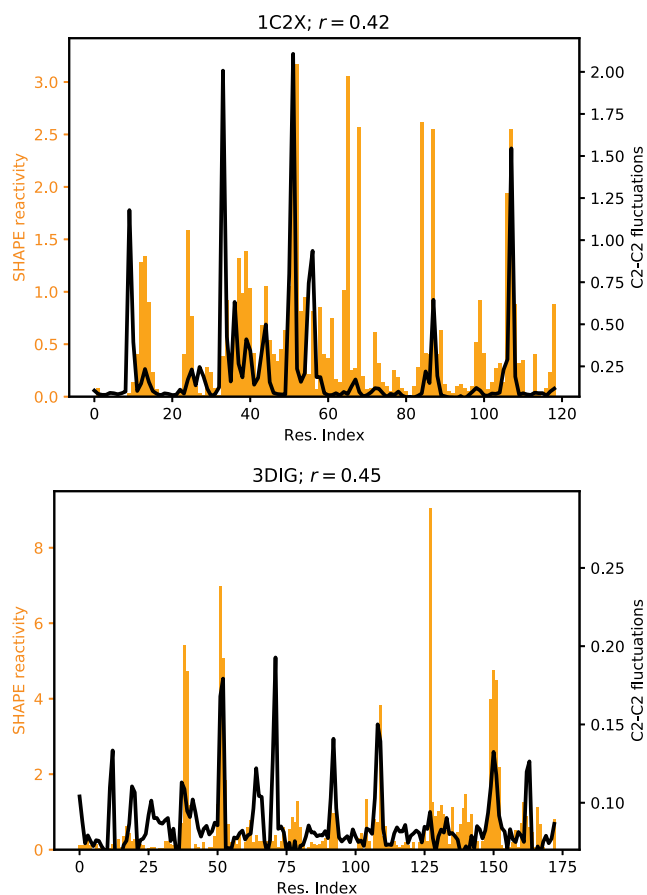 1C2X; r = 0.42
SHAPE reactivity
3.0
2.5
2.0
1.5
1.0
0.5
0.0
2.00
1.75
1.50
1.25
1.00
0.75
0.50
0.25
C2-C2 fluctuations
0 20 40 60 80 100 120
Res. Index
3DIG; r = 0.45
SHAPE reactivity
8
6
4
2
0
0.25
0.20
0.15
0.10
C2-C2 fluctuations
0 25 50 75 100 125 150 175
Res. Index